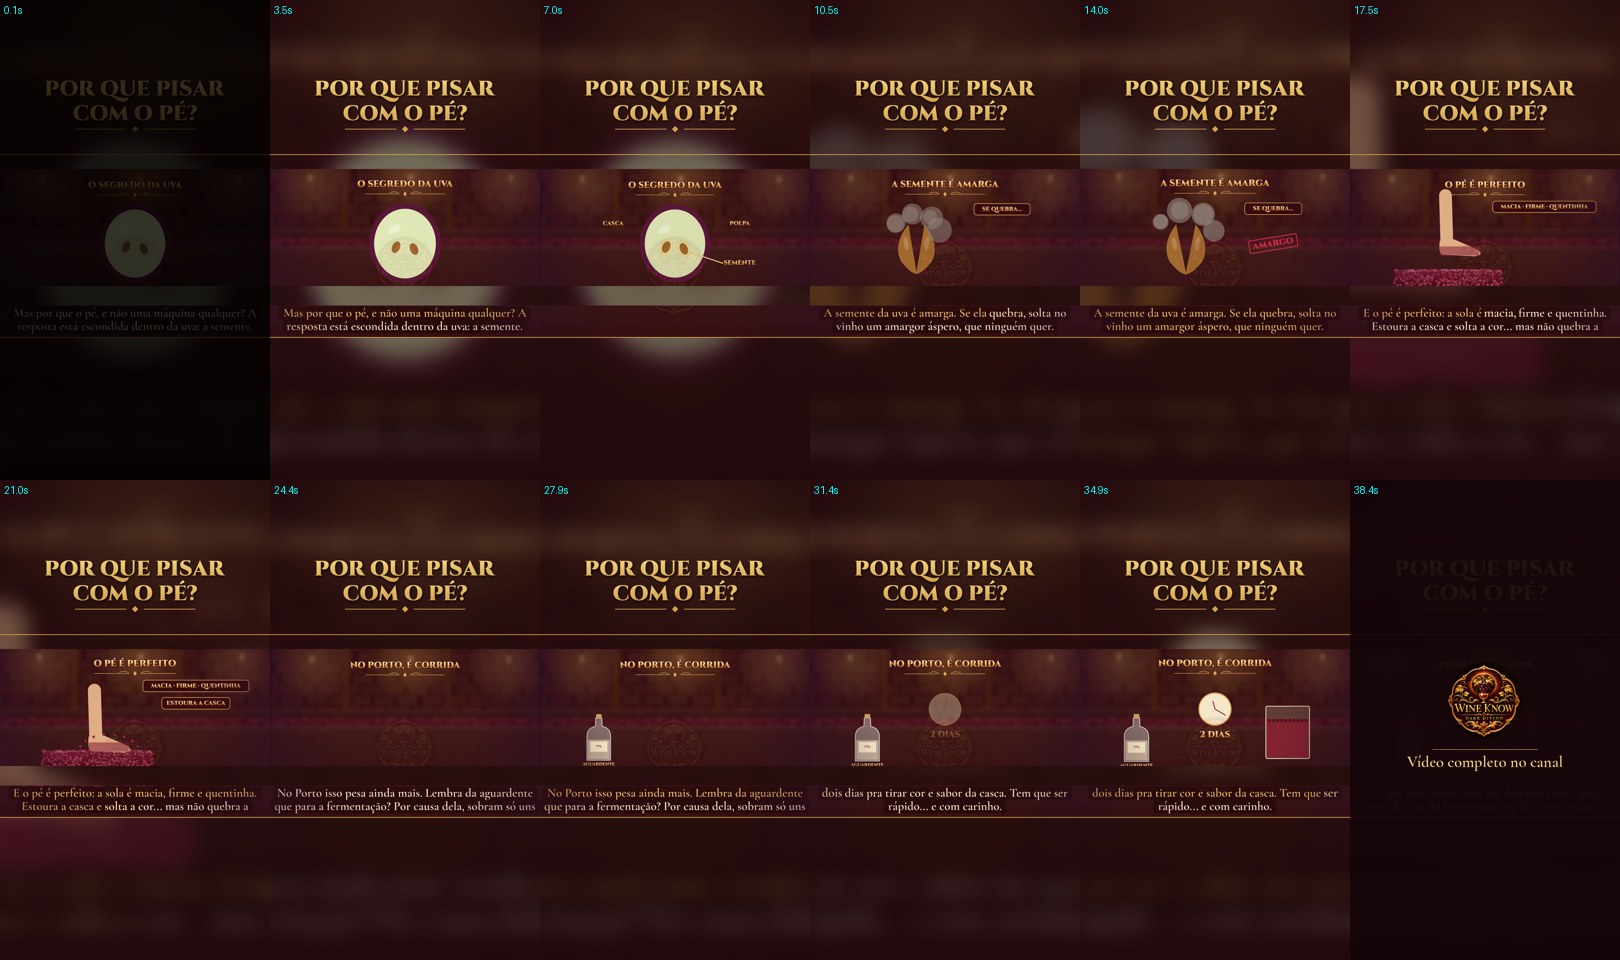 0.1s
POR QUE PISAR
COM O PÉ?
O SEGREDO DA UVA
Mas por que o pé, e não uma máquina qualquer? A
resposta está escondida dentro da uva: a semente.
3.5s
POR QUE PISAR
COM O PÉ?
O SEGREDO DA UVA
Mas por que o pé, e não uma máquina qualquer? A
resposta está escondida dentro da uva: a semente.
7.0s
POR QUE PISAR
COM O PÉ?
O SEGREDO DA UVA
CASCA
POLPA
SEMENTE
10.5s
POR QUE PISAR
COM O PÉ?
A SEMENTE É AMARGA
SE QUEBRA...
A semente da uva é amarga. Se ela quebra, solta no
vinho um amargor áspero, que ninguém quer.
14.0s
POR QUE PISAR
COM O PÉ?
A SEMENTE É AMARGA
SE QUEBRA...
AMARGO
A semente da uva é amarga. Se ela quebra, solta no
vinho um amargor áspero, que ninguém quer.
17.5s
POR QUE PISAR
COM O PÉ?
O PÉ É PERFEITO
MACIA · FIRME · QUENTINHA
E o pé é perfeito: a sola é macia, firme e quentinha.
Estoura a casca e solta a cor... mas não quebra a
21.0s
POR QUE PISAR
COM O PÉ?
O PÉ É PERFEITO
MACIA · FIRME · QUENTINHA
ESTOURA A CASCA
E o pé é perfeito: a sola é macia, firme e quentinha.
Estoura a casca e solta a cor... mas não quebra a
24.4s
POR QUE PISAR
COM O PÉ?
NO PORTO, É CORRIDA
No Porto isso pesa ainda mais. Lembra da aguardente
que para a fermentação? Por causa dela, sobram só uns
27.9s
POR QUE PISAR
COM O PÉ?
NO PORTO, É CORRIDA
AGUARDENTE
No Porto isso pesa ainda mais. Lembra da aguardente
que para a fermentação? Por causa dela, sobram só uns
31.4s
POR QUE PISAR
COM O PÉ?
NO PORTO, É CORRIDA
2 DIAS
AGUARDENTE
dois dias pra tirar cor e sabor da casca. Tem que ser
rápido... e com carinho.
34.9s
POR QUE PISAR
COM O PÉ?
NO PORTO, É CORRIDA
2 DIAS
AGUARDENTE
dois dias pra tirar cor e sabor da casca. Tem que ser
rápido... e com carinho.
38.4s
POR QUE PISAR
COM O PÉ?
WINE KNOW
DARK DIVINO
Vídeo completo no canal